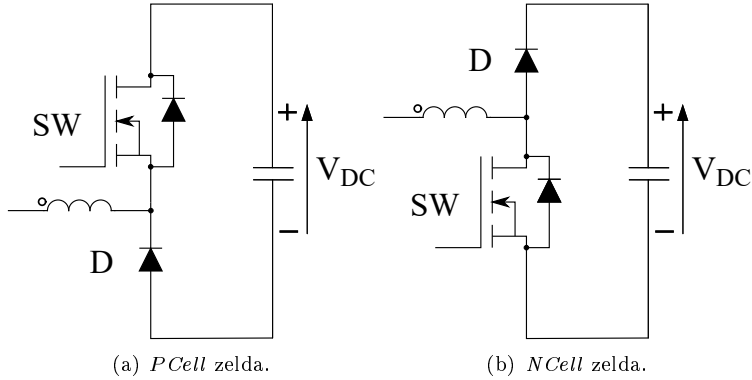 SW
D
+
V_DC
−
(a) PCell zelda.
D
SW
+
V_DC
−
(b) NCell zelda.